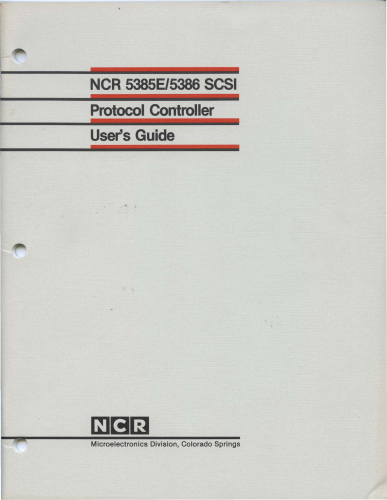 NCR 5385E/5386 SCSI
Protocol Controller
User's Guide
NCR
Microelectronics Division, Colorado Springs